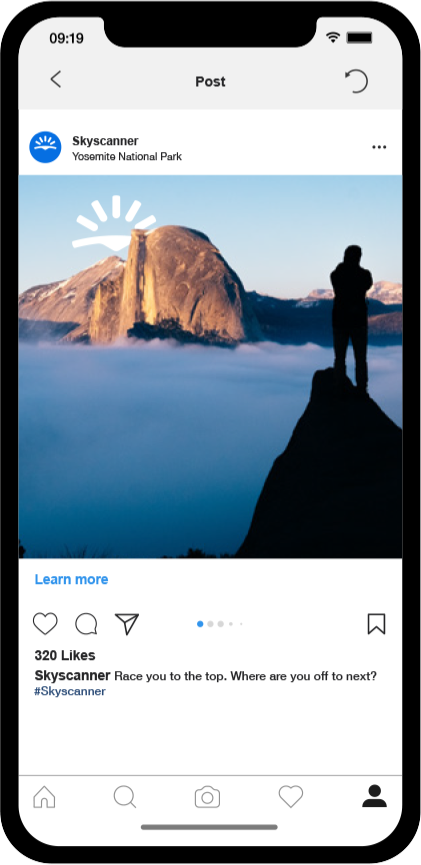 09:19
Post
Skyscanner
Yosemite National Park
Learn more
320 Likes
Skyscanner Race you to the top. Where are you off to next?
#Skyscanner